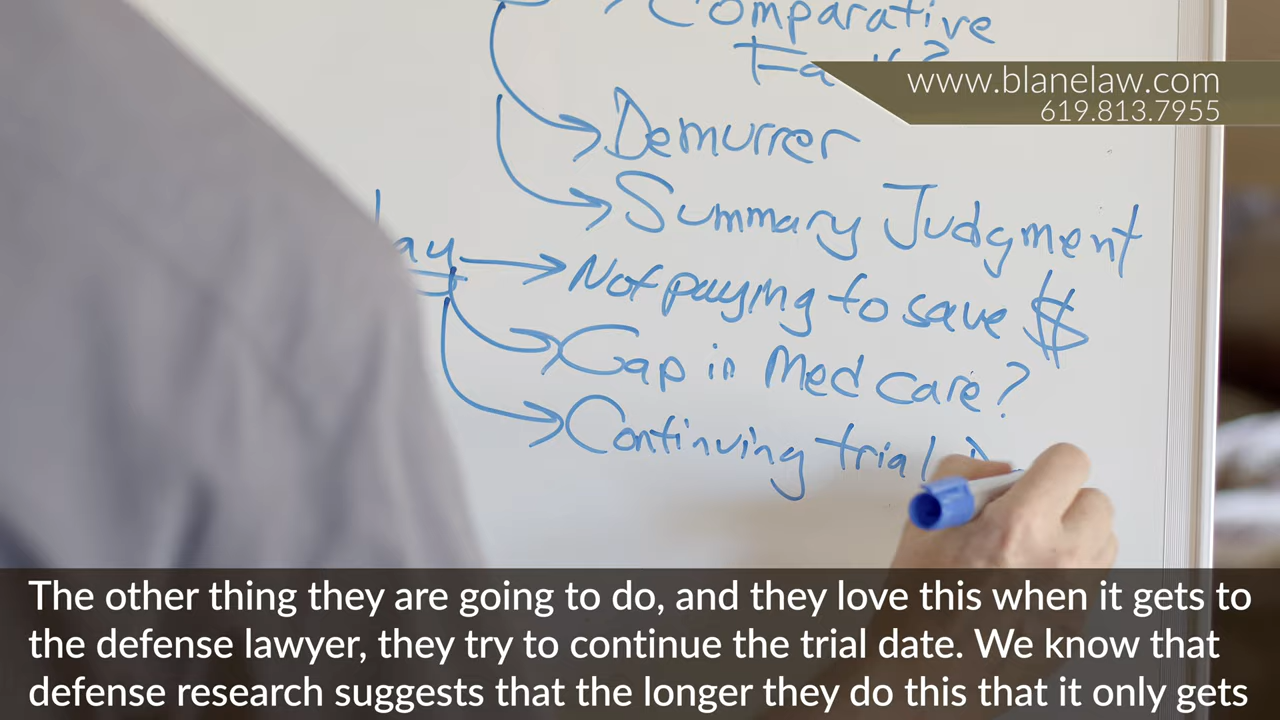 Comparative
www.blanelaw.com
619.813.7955
Demurrer
Summary Judgment
Not paying to save $
Gap in Med care?
Continuing trial
The other thing they are going to do, and they love this when it gets to
the defense lawyer, they try to continue the trial date. We know that
defense research suggests that the longer they do this that it only gets